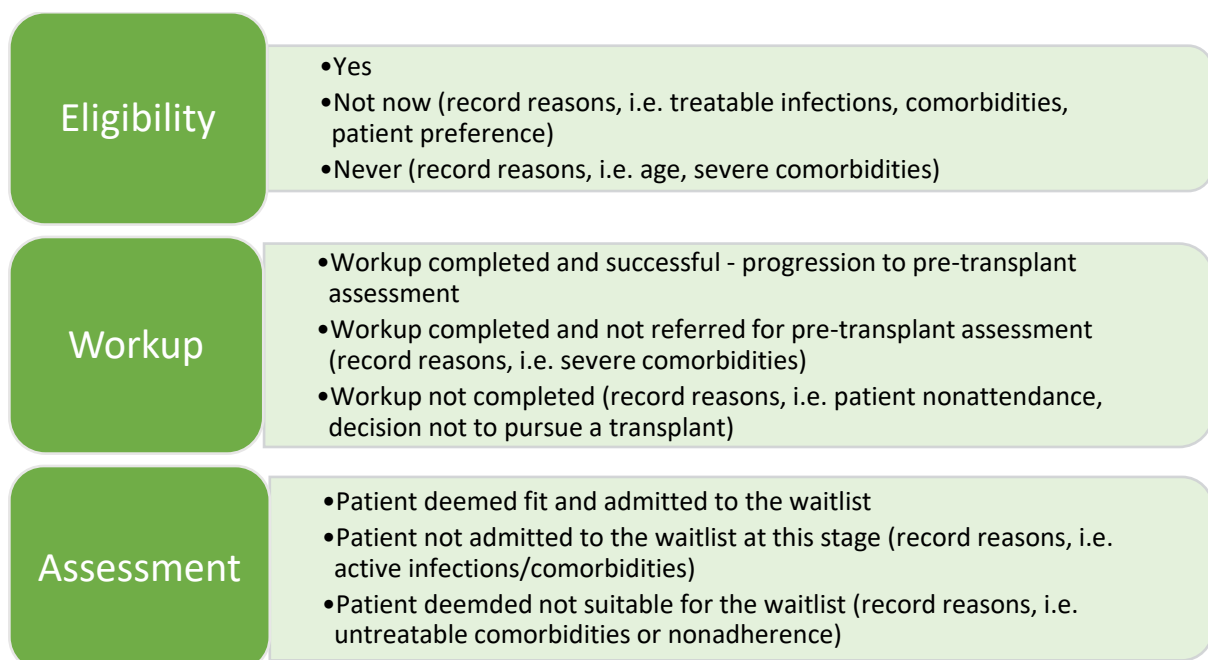 Eligibility
•Yes
•Not now (record reasons, i.e. treatable infections, comorbidities,
patient preference)
•Never (record reasons, i.e. age, severe comorbidities)
Workup
•Workup completed and successful - progression to pre-transplant
assessment
•Workup completed and not referred for pre-transplant assessment
(record reasons, i.e. severe comorbidities)
•Workup not completed (record reasons, i.e. patient nonattendance,
decision not to pursue a transplant)
Assessment
•Patient deemed fit and admitted to the waitlist
•Patient not admitted to the waitlist at this stage (record reasons, i.e.
active infections/comorbidities)
•Patient deemded not suitable for the waitlist (record reasons, i.e.
untreatable comorbidities or nonadherence)